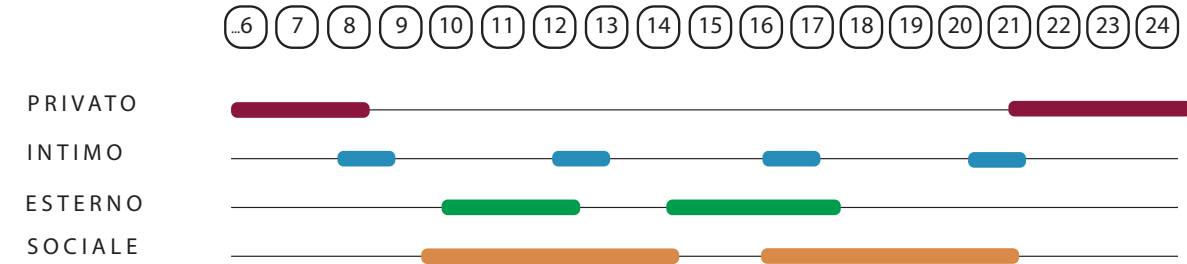 ...6 7 8 9 10 11 12 13 14 15 16 17 18 19 20 21 22 23 24
PRIVATO
INTIMO
ESTERNO
SOCIALE